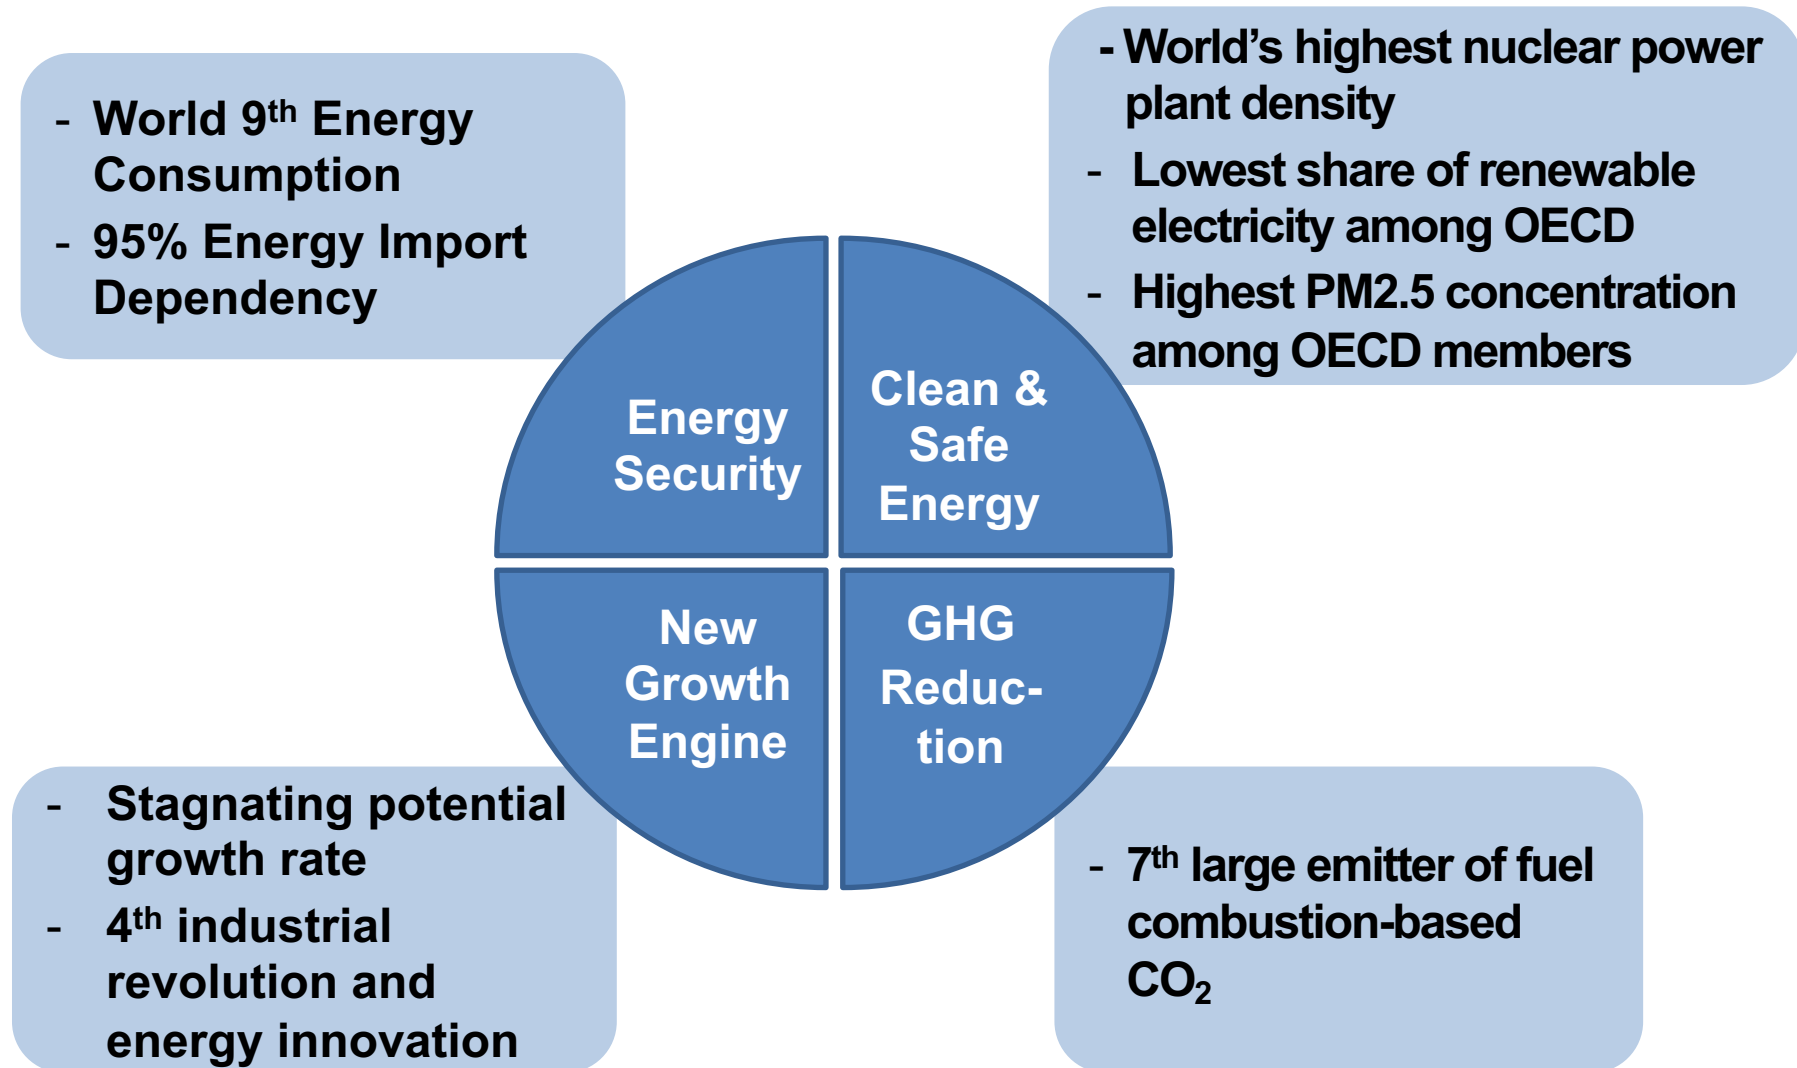 - World 9th Energy
Consumption
- 95% Energy Import
Dependency
- World’s highest nuclear power
plant density
- Lowest share of renewable
electricity among OECD
- Highest PM2.5 concentration
among OECD members
Energy
Security
Clean &
Safe
Energy
New
Growth
Engine
GHG
Reduc-
tion
- Stagnating potential
growth rate
- 4th industrial
revolution and
energy innovation
- 7th large emitter of fuel
combustion-based
CO₂